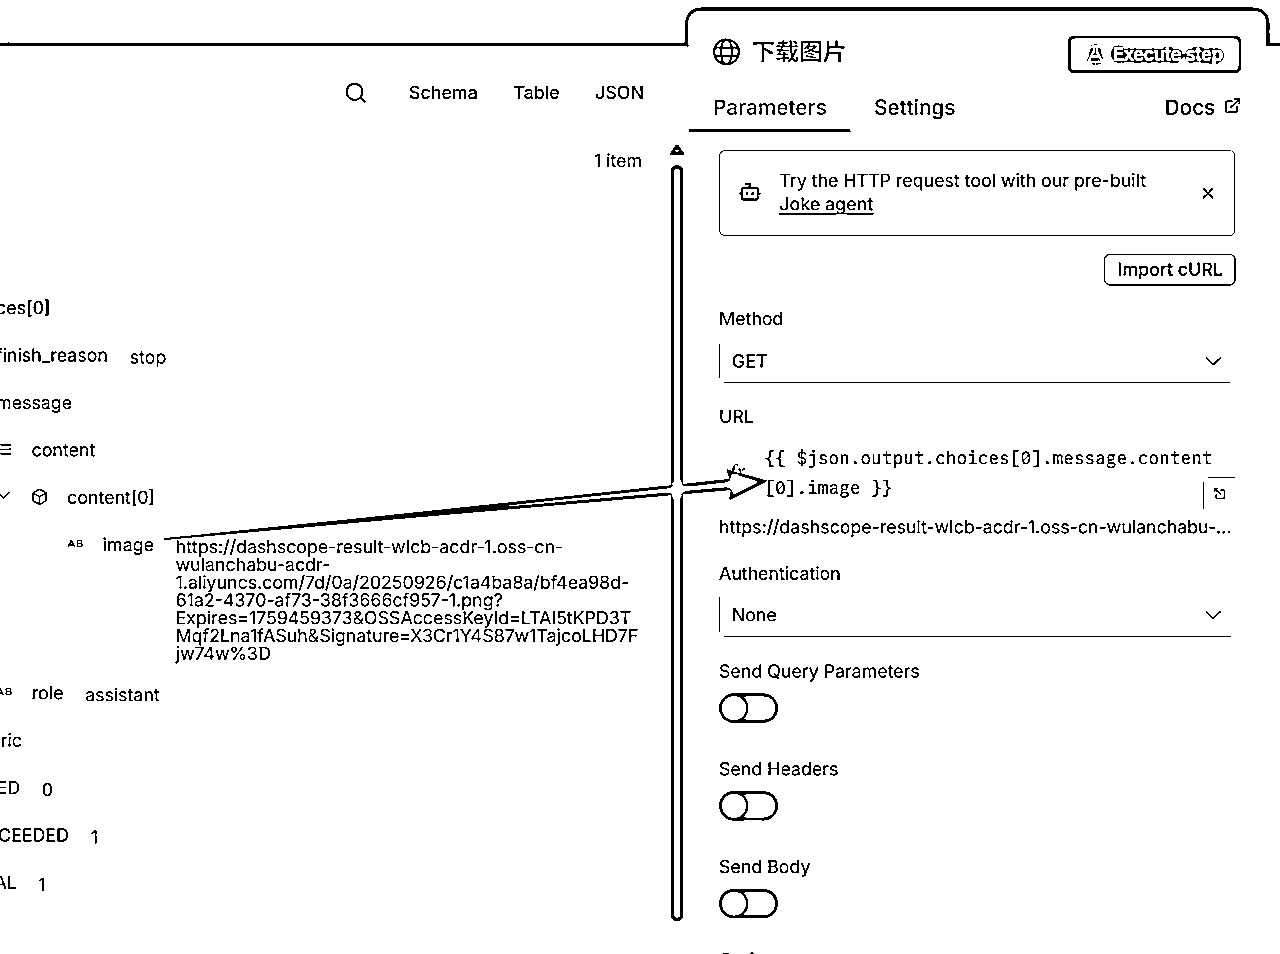 下载图片
Execute step
Schema
Table
JSON
Parameters
Settings
Docs
1 item
Try the HTTP request tool with our pre-built
Joke agent
Import cURL
ces[0]
Method
finish_reason stop
GET
message
URL
content
{{ $json.output.choices[0].message.content
[0].image }}
content[0]
https://dashscope-result-wlcb-acdr-1.oss-cn-wulanchabu-...
image
https://dashscope-result-wlcb-acdr-1.oss-cn-
wulanchabu-acdr-
1.aliyuncs.com/7d/0a/20250926/c1a4ba8a/bf4ea98d-
61a2-4370-af73-38f3666cf957-1.png?
Expires=1759459373&OSSAccessKeyId=LTAI5tKPD3T
Mqf2Lna1fASuh&Signature=X3Cr1Y4S87w1TajcoLHD7F
jw74w%3D
Authentication
None
Send Query Parameters
role assistant
ric
Send Headers
ED 0
CEEDED 1
Send Body
AL 1